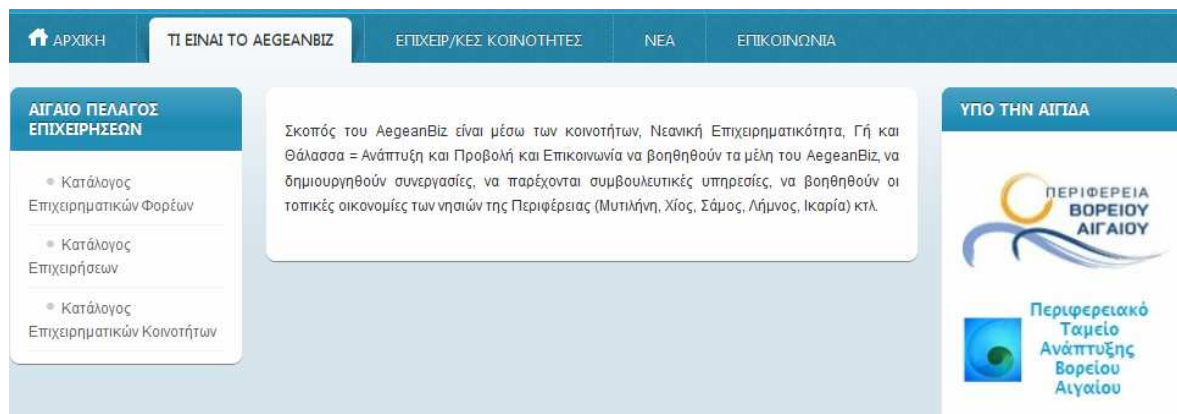 ΑΡΧΙΚΗ
ΤΙ ΕΙΝΑΙ ΤΟ AEGEANBIZ
ΕΠΙΧΕΙΡ/ΚΕΣ ΚΟΙΝΟΤΗΤΕΣ
ΝΕΑ
ΕΠΙΚΟΙΝΩΝΙΑ
ΑΙΓΑΙΟ ΠΕΛΑΓΟΣ
ΕΠΙΧΕΙΡΗΣΕΩΝ
Κατάλογος
Επιχειρηματικών Φορέων
Κατάλογος
Επιχειρήσεων
Κατάλογος
Επιχειρηματικών Κοινοτήτων
Σκοπός του AegeanBiz είναι μέσω των κοινοτήτων, Νεανική Επιχειρηματικότητα, Γή και
Θάλασσα = Ανάπτυξη και Προβολή και Επικοινωνία να βοηθηθούν τα μέλη του AegeanBiz, να
δημιουργηθούν συνεργασίες, να παρέχονται συμβουλευτικές υπηρεσίες, να βοηθηθούν οι
τοπικές οικονομίες των νησιών της Περιφέρειας (Μυτιλήνη, Χίος, Σάμος, Λήμνος, Ικαρία) κτλ.
ΥΠΟ ΤΗΝ ΑΙΓΙΔΑ
ΠΕΡΙΦΕΡΕΙΑ
ΒΟΡΕΙΟΥ
ΑΙΓΑΙΟΥ
Περιφερειακό
Ταμείο
Ανάπτυξης
Βορείου
Αιγαίου